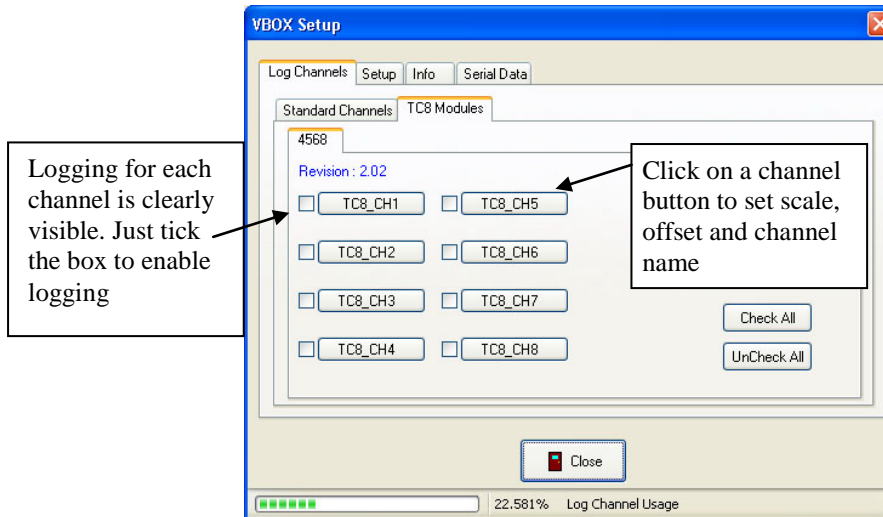 VBOX Setup
Log Channels Setup Info Serial Data
Standard Channels TC8 Modules
4568
Revision : 2.02
Logging for each
channel is clearly
visible. Just tick
the box to enable
logging
Click on a channel
button to set scale,
offset and channel
name
TC8_CH1 TC8_CH5
TC8_CH2 TC8_CH6
TC8_CH3 TC8_CH7
TC8_CH4 TC8_CH8
Check All
UnCheck All
Close
22.581% Log Channel Usage